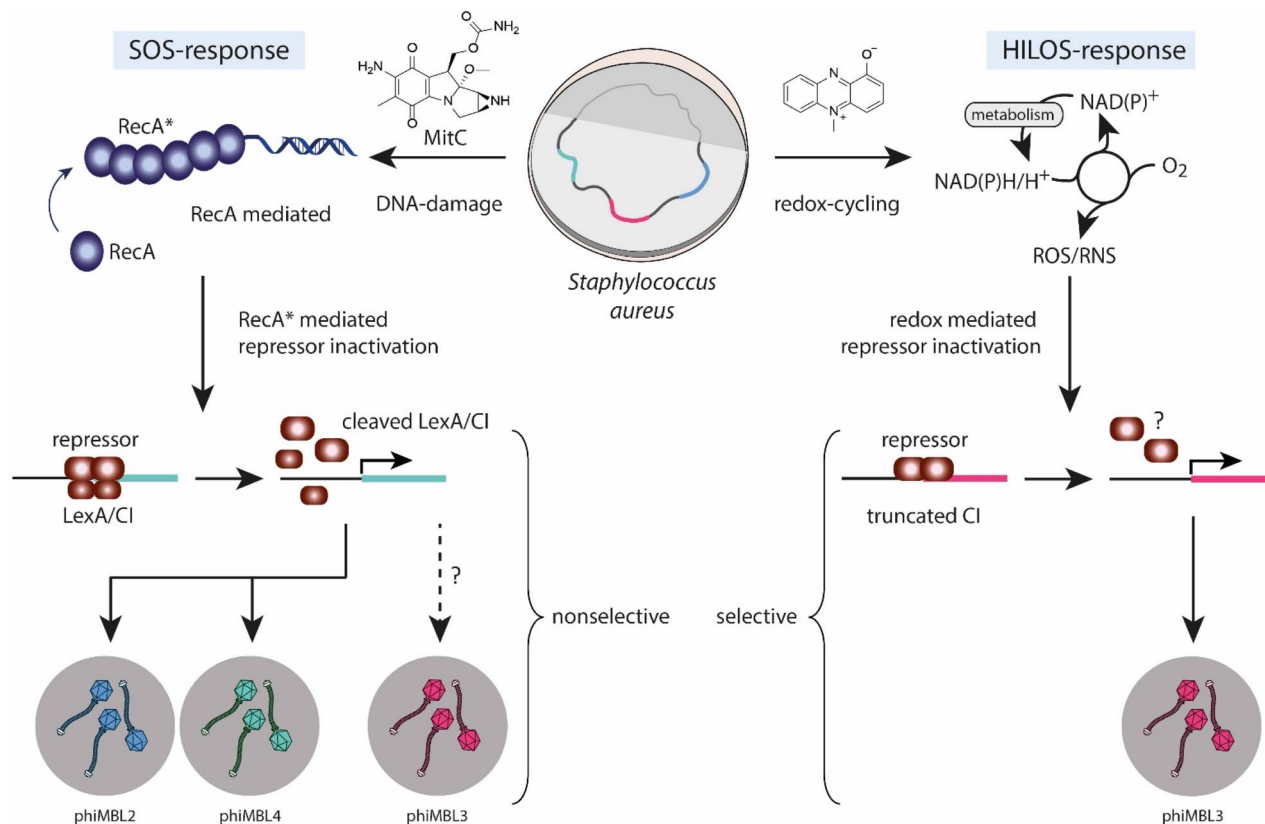 SOS-response
HILOS-response
NH₂
O
O
O
H₂N
O
N
NH
O
MitC
O⁻
N
N⁺
RecA*
RecA mediated
RecA
DNA-damage
redox-cycling
Staphylococcus
aureus
NAD(P)⁺
metabolism
NAD(P)H/H⁺
O₂
ROS/RNS
RecA* mediated
repressor inactivation
redox mediated
repressor inactivation
repressor
LexA/CI
cleaved LexA/CI
repressor
truncated CI
?
?
nonselective
selective
phiMBL2
phiMBL4
phiMBL3
phiMBL3